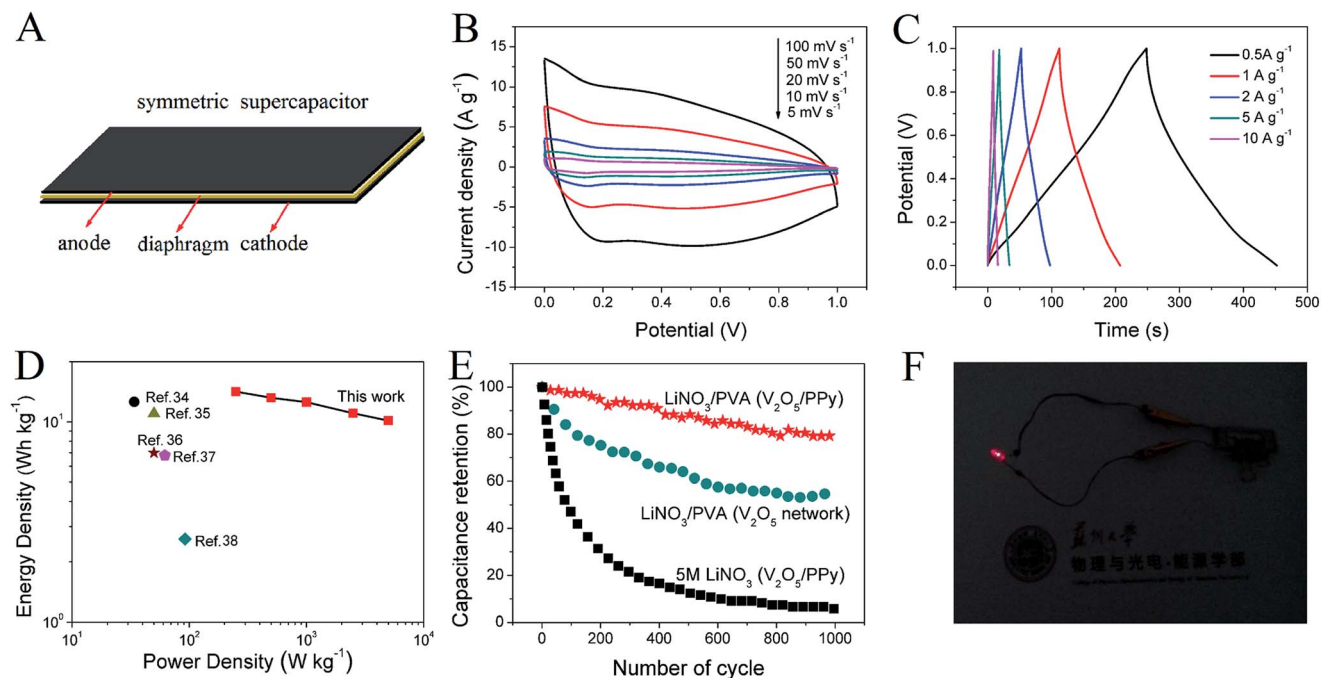 A
symmetric supercapacitor
anode
diaphragm
cathode
B
Current density (A g⁻¹)
15
10
5
0
-5
-10
-15
100 mV s⁻¹
50 mV s⁻¹
20 mV s⁻¹
10 mV s⁻¹
5 mV s⁻¹
0.0 0.2 0.4 0.6 0.8 1.0
Potential (V)
C
Potential (V)
1.0
0.8
0.6
0.4
0.2
0.0
0.5A g⁻¹
1 A g⁻¹
2 A g⁻¹
5 A g⁻¹
10 A g⁻¹
0 100 200 300 400 500
Time (s)
D
Energy Density (Wh kg⁻¹)
10¹
10⁰
Ref.34
Ref.35
Ref.36
Ref.37
Ref.38
This work
10¹ 10² 10³ 10⁴
Power Density (W kg⁻¹)
E
Capacitance retention (%)
100
80
60
40
20
0
LiNO₃/PVA (V₂O₅/PPy)
LiNO₃/PVA (V₂O₅ network)
5M LiNO₃ (V₂O₅/PPy)
0 200 400 600 800 1000
Number of cycle
F
苏州大学
物理与光电·能源学部